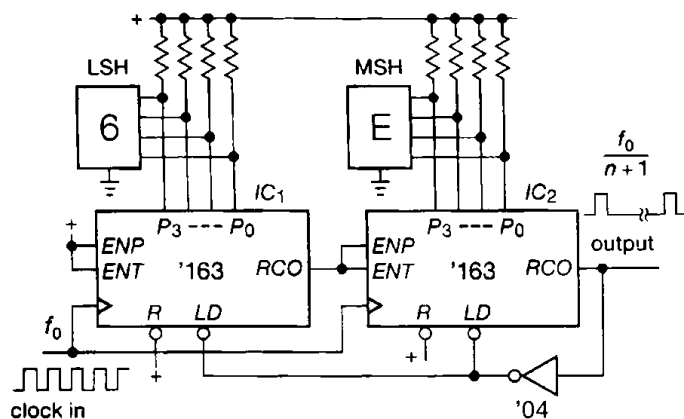 +
LSH
MSH
6
E
f₀
n + 1
IC₁
IC₂
P₃ ---- P₀
P₃ ---- P₀
output
+
ENP
ENT
'163
RCO
ENP
ENT
'163
RCO
f₀
R
LD
R
LD
+
+
'04
clock in